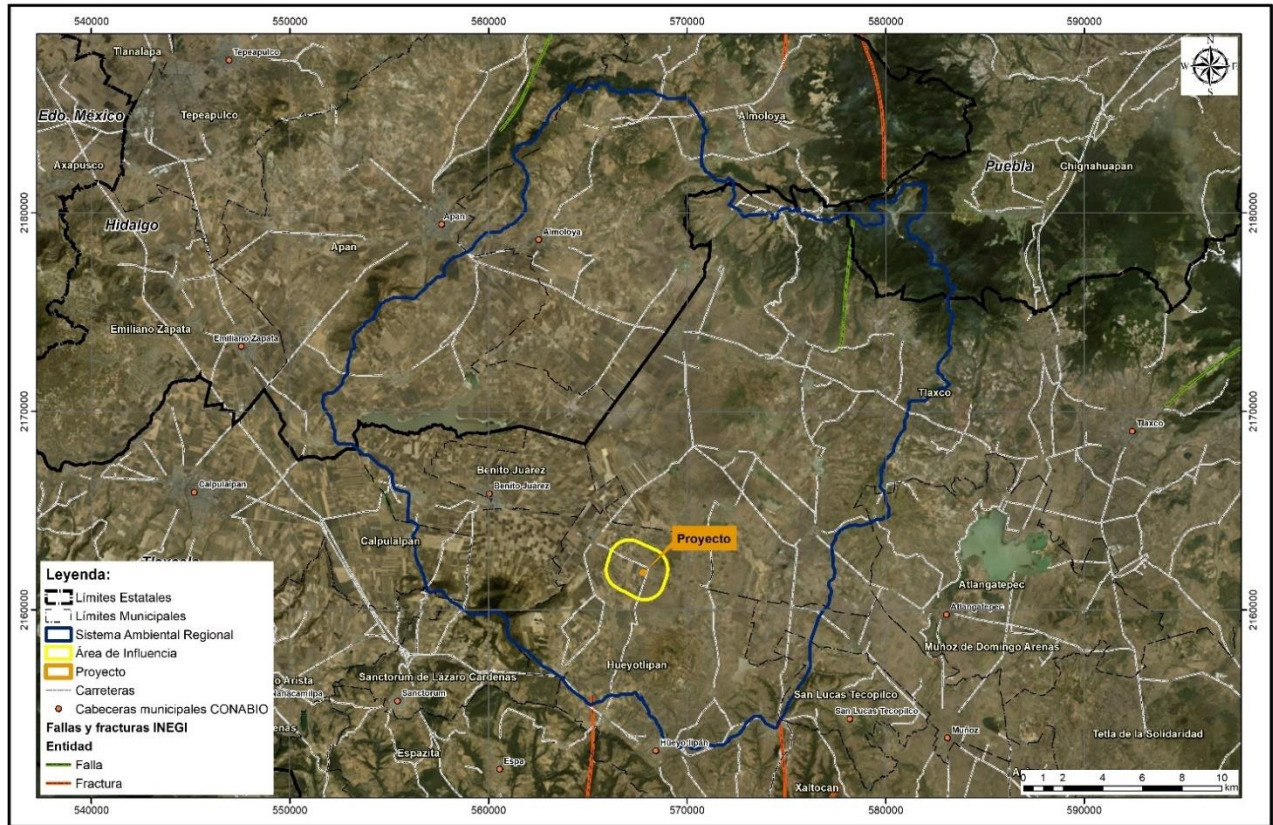 540000
550000
560000
570000
580000
590000
Tlanalapa
Tepeapulco
N
W
E
S
Edo. México
Tepeapulco
Almoloya
Axapusco
Puebla
Chignahuapan
2180000
2180000
Hidalgo
Apan
Almoloya
Apan
Emiliano Zapata
Emiliano Zapata
Tlaxco
2170000
2170000
Tlaxco
Benito Juárez
Benito Juárez
Calpulalpan
Calpulalpan
Proyecto
Atlangatepec
2160000
2160000
Atlangatepec
Muñoz de Domingo Arenas
Hueyotlipan
Sanctorum de Lázaro Cárdenas
Sanctorum
San Lucas Tecopilco
San Lucas Tecopilco
Muñoz
Tetla de la Solidaridad
Hueyotlipán
Espazita
Espa
Xaltocan
Leyenda:
Límites Estatales
Límites Municipales
Sistema Ambiental Regional
Área de Influencia
Proyecto
Carreteras
Cabeceras municipales CONABIO
Fallas y fracturas INEGI
Entidad
Falla
Fractura
0 1 2 4 6 8 10
km
540000
550000
560000
570000
580000
590000